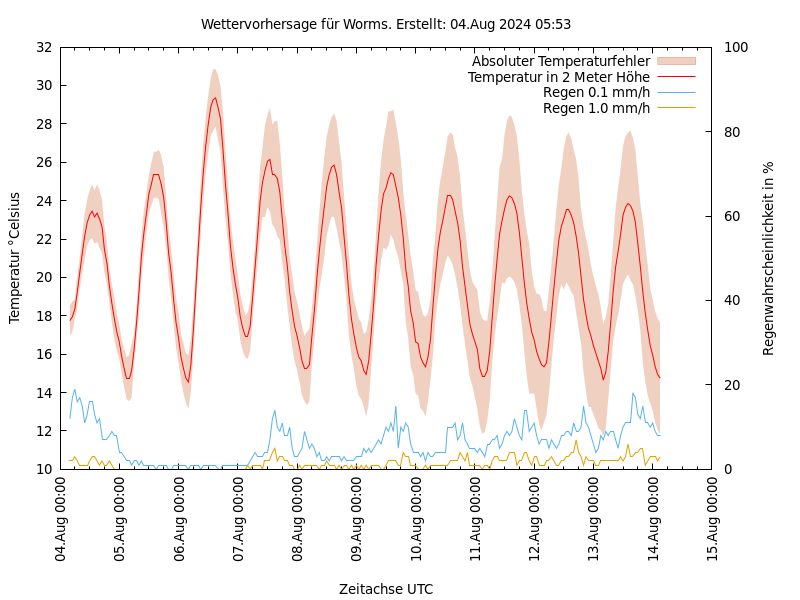 Wettervorhersage für Worms. Erstellt: 04.Aug 2024 05:53
Absoluter Temperaturfehler
Temperatur in 2 Meter Höhe
Regen 0.1 mm/h
Regen 1.0 mm/h
Temperatur °Celsius
32
30
28
26
24
22
20
18
16
14
12
10
Regenwahrscheinlichkeit in %
100
80
60
40
20
0
04.Aug 00:00
05.Aug 00:00
06.Aug 00:00
07.Aug 00:00
08.Aug 00:00
09.Aug 00:00
10.Aug 00:00
11.Aug 00:00
12.Aug 00:00
13.Aug 00:00
14.Aug 00:00
15.Aug 00:00
Zeitachse UTC